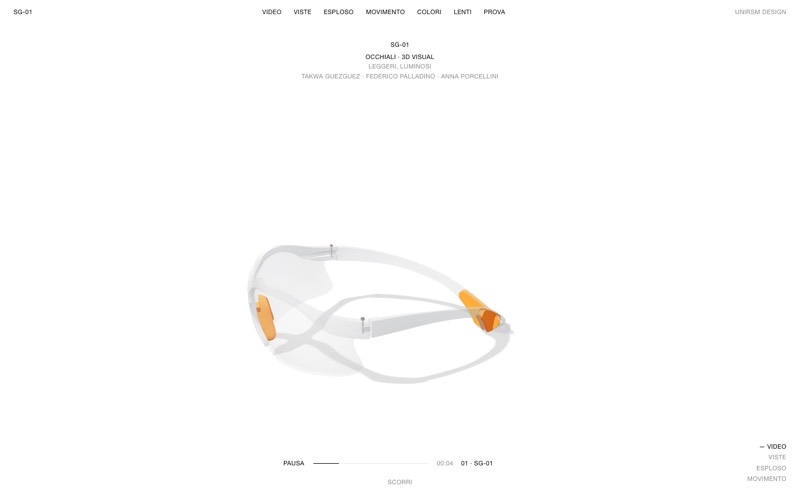 SG-01
VIDEO VISTE ESPLOSO MOVIMENTO COLORI LENTI PROVA
UNIRSM DESIGN
SG-01
OCCHIALI · 3D VISUAL
LEGGERI, LUMINOSI
TAKWA GUEZGUEZ · FEDERICO PALLADINO · ANNA PORCELLINI
— VIDEO
VISTE
ESPLOSO
MOVIMENTO
PAUSA 00:04 01 · SG-01
SCORRI